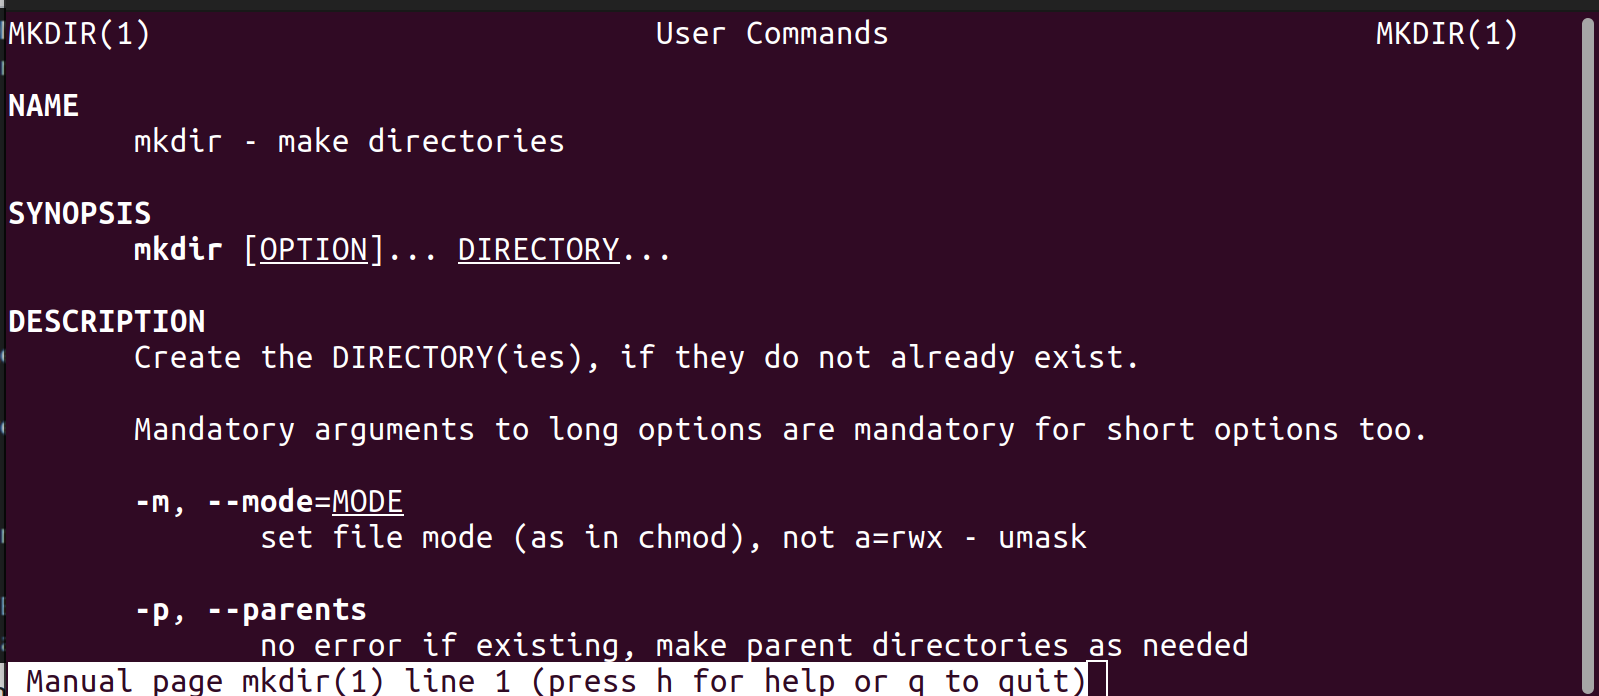 MKDIR(1) User Commands MKDIR(1)
NAME
mkdir - make directories
SYNOPSIS
mkdir [OPTION]... DIRECTORY...
DESCRIPTION
Create the DIRECTORY(ies), if they do not already exist.
Mandatory arguments to long options are mandatory for short options too.
-m, --mode=MODE
set file mode (as in chmod), not a=rwx - umask
-p, --parents
no error if existing, make parent directories as needed
Manual page mkdir(1) line 1 (press h for help or q to quit)